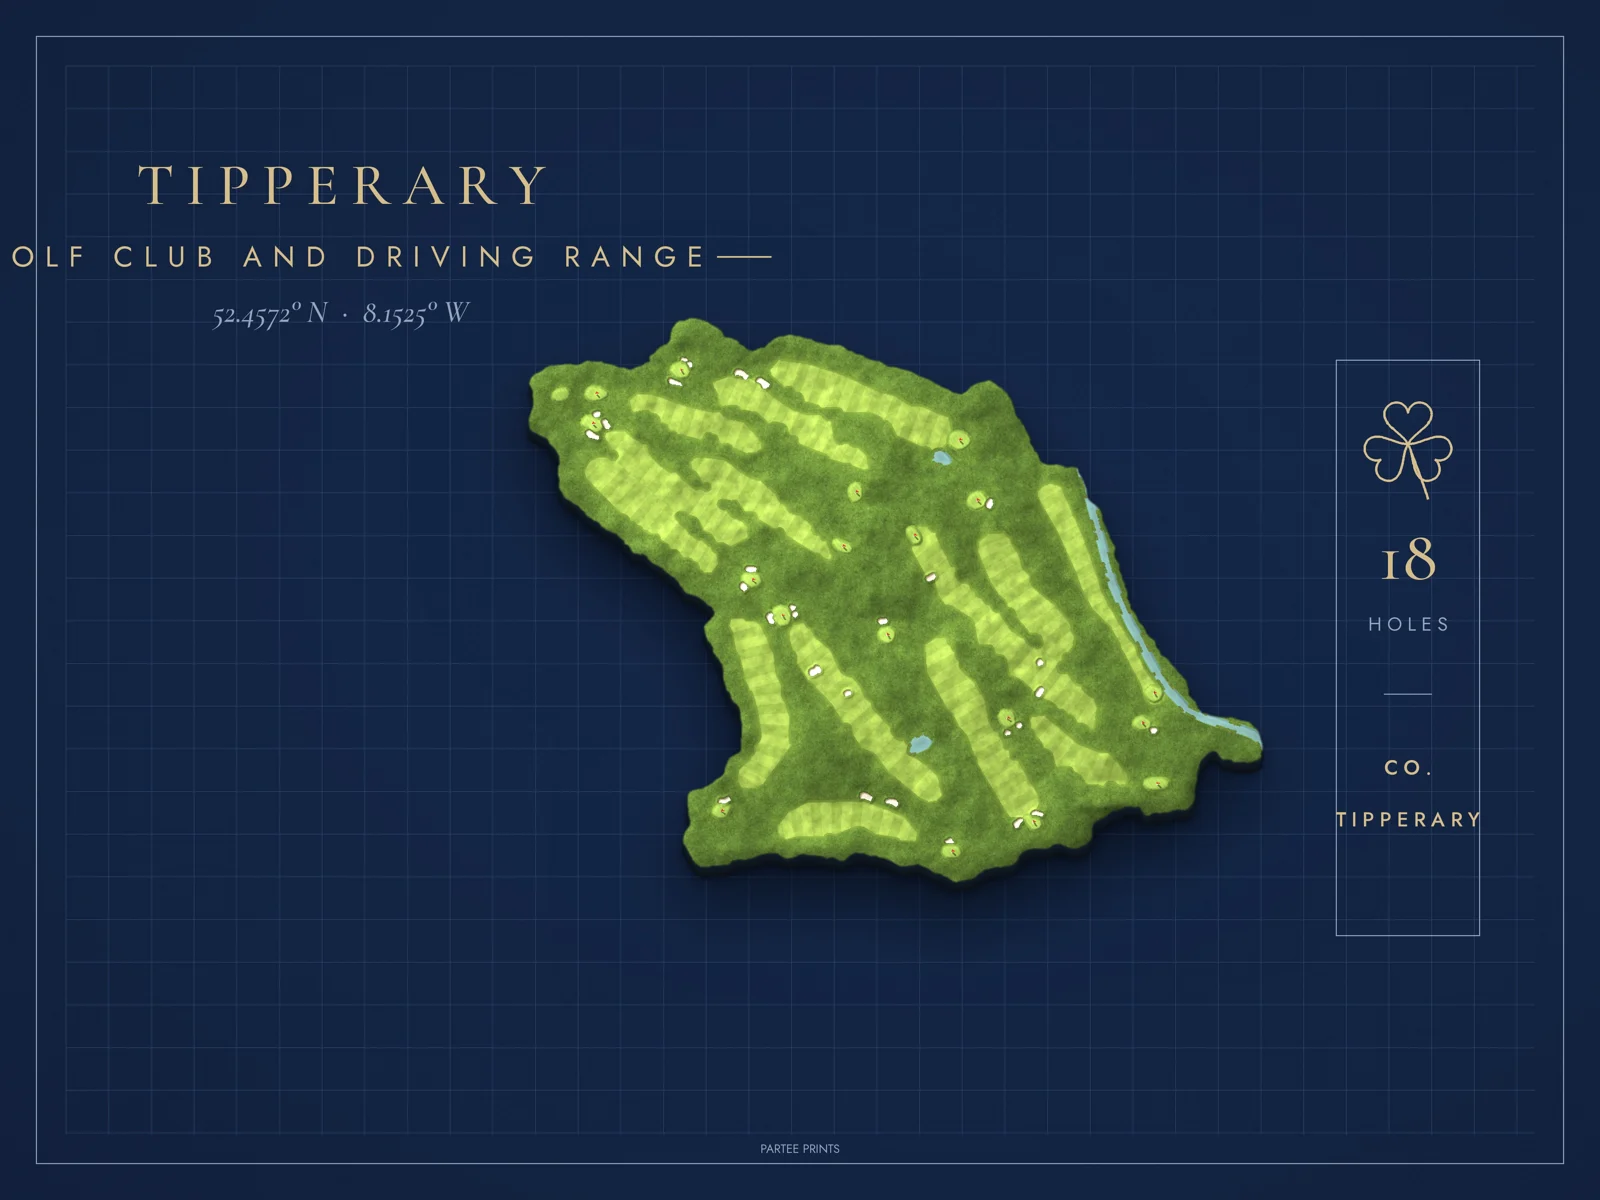 TIPPERARY
OLF CLUB AND DRIVING RANGE
52.4572° N · 8.1525° W
18
HOLES
CO.
TIPPERARY
PARTEE PRINTS